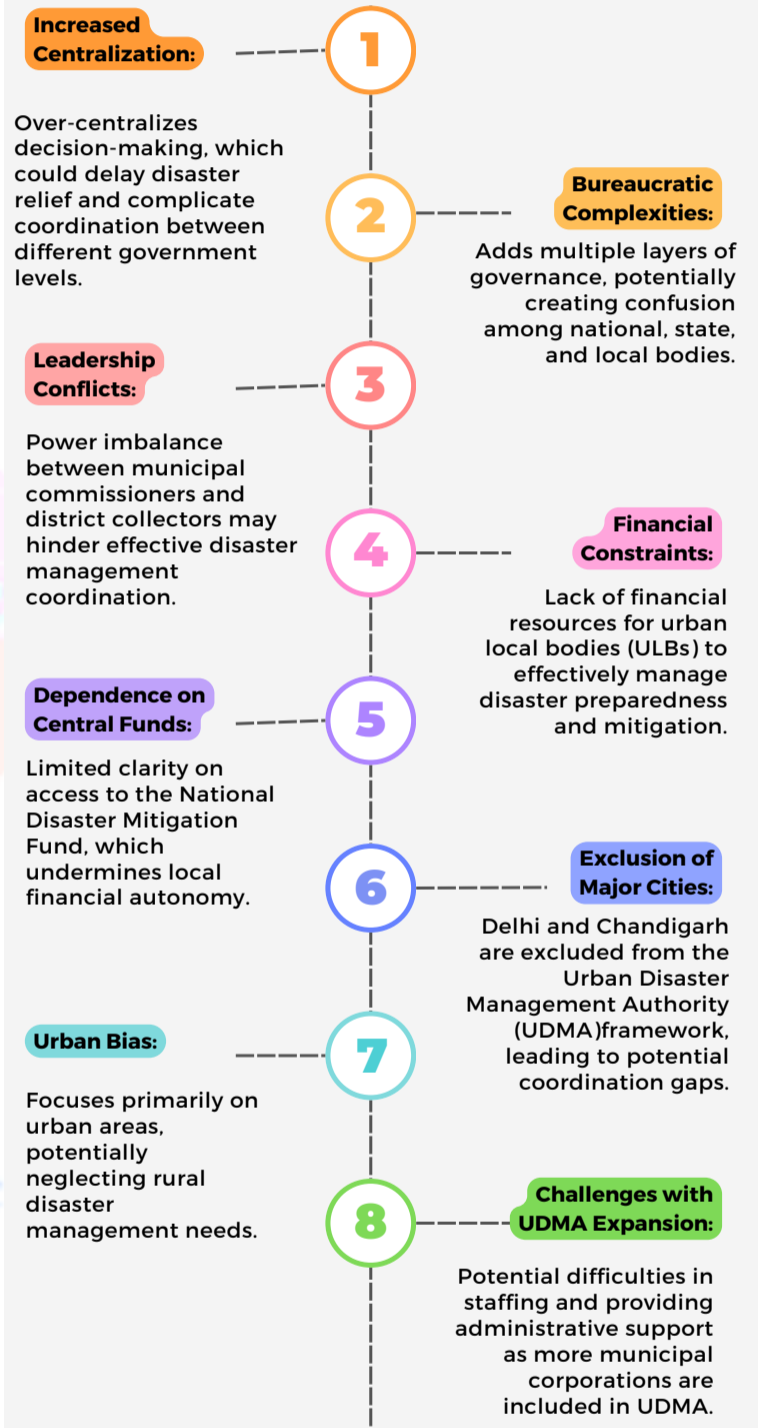 Increased
Centralization:
1
Over-centralizes
decision-making, which
could delay disaster
relief and complicate
coordination between
different government
levels.
2
Bureaucratic
Complexities:
Adds multiple layers of
governance, potentially
creating confusion
among national, state,
and local bodies.
Leadership
Conflicts:
3
Power imbalance
between municipal
commissioners and
district collectors may
hinder effective disaster
management
coordination.
4
Financial
Constraints:
Lack of financial
resources for urban
local bodies (ULBs) to
effectively manage
disaster preparedness
and mitigation.
Dependence on
Central Funds:
5
Limited clarity on
access to the National
Disaster Mitigation
Fund, which
undermines local
financial autonomy.
6
Exclusion of
Major Cities:
Delhi and Chandigarh
are excluded from the
Urban Disaster
Management Authority
(UDMA)framework,
leading to potential
coordination gaps.
Urban Bias:
7
Focuses primarily on
urban areas,
potentially
neglecting rural
disaster
management needs.
8
Challenges with
UDMA Expansion:
Potential difficulties in
staffing and providing
administrative support
as more municipal
corporations are
included in UDMA.